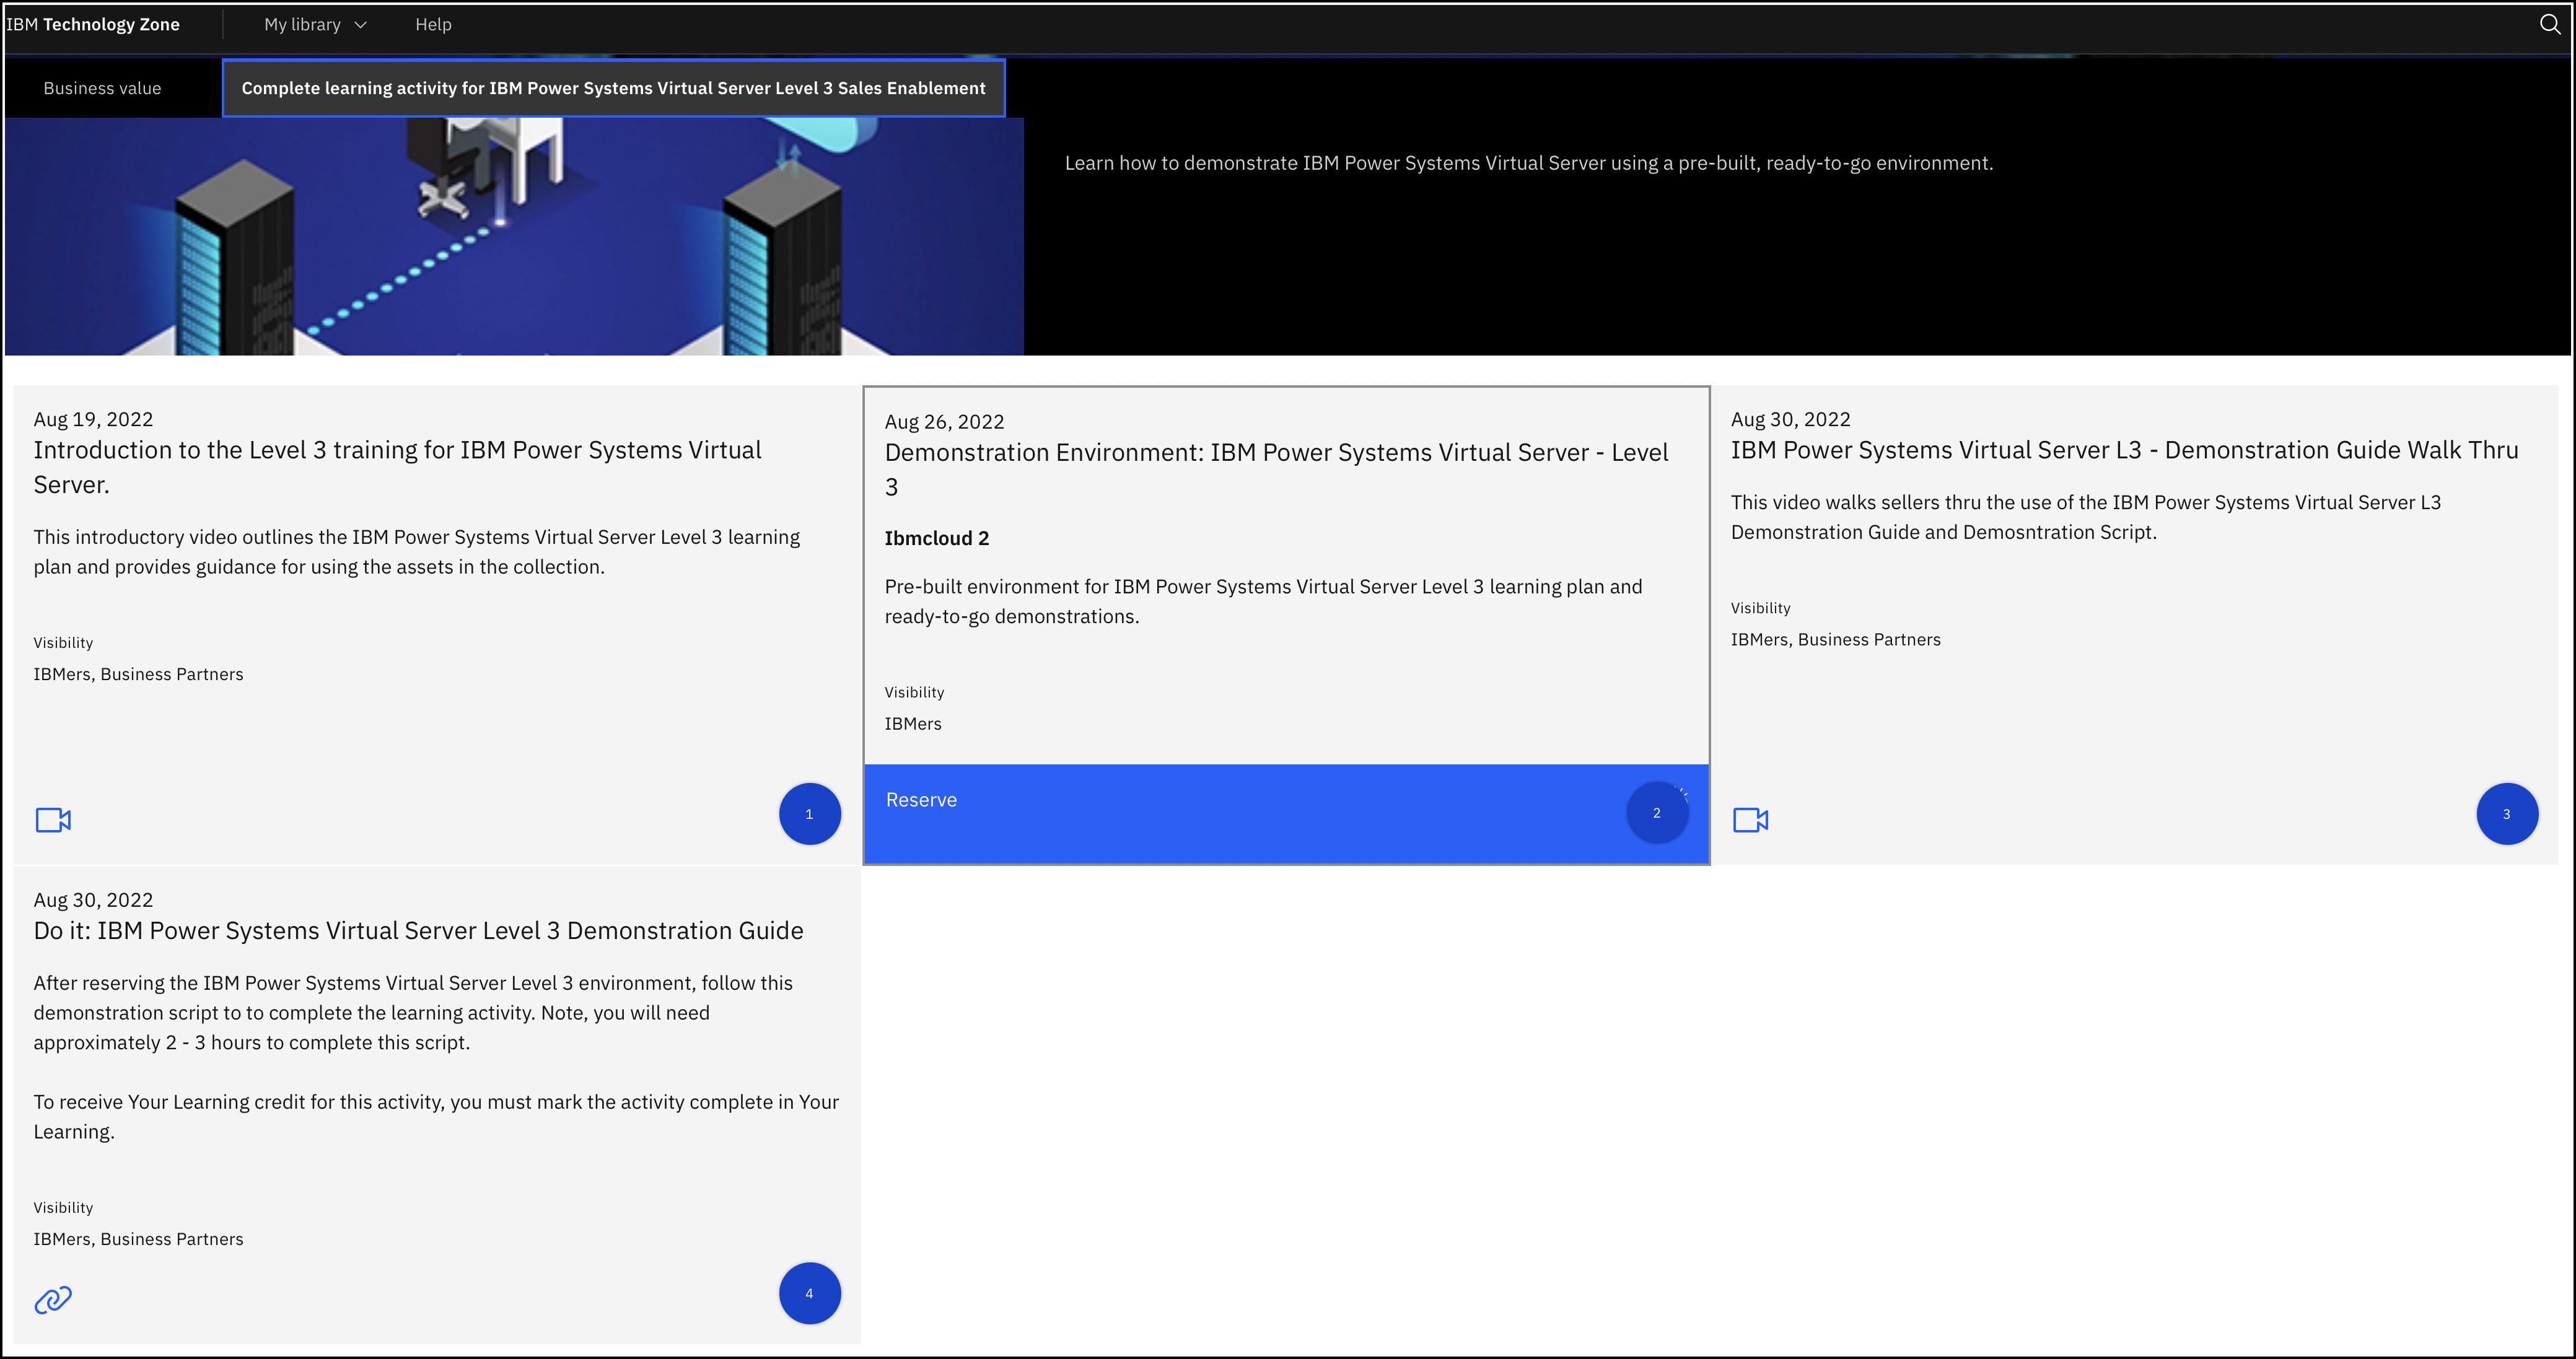 IBM Technology Zone
My library
Help
Business value
Complete learning activity for IBM Power Systems Virtual Server Level 3 Sales Enablement
Learn how to demonstrate IBM Power Systems Virtual Server using a pre-built, ready-to-go environment.
Aug 19, 2022
Introduction to the Level 3 training for IBM Power Systems Virtual
Server.
This introductory video outlines the IBM Power Systems Virtual Server Level 3 learning
plan and provides guidance for using the assets in the collection.
Visibility
IBMers, Business Partners
1
Aug 26, 2022
Demonstration Environment: IBM Power Systems Virtual Server - Level
3
Ibmcloud 2
Pre-built environment for IBM Power Systems Virtual Server Level 3 learning plan and
ready-to-go demonstrations.
Visibility
IBMers
Reserve
2
Aug 30, 2022
IBM Power Systems Virtual Server L3 - Demonstration Guide Walk Thru
This video walks sellers thru the use of the IBM Power Systems Virtual Server L3
Demonstration Guide and Demosntration Script.
Visibility
IBMers, Business Partners
3
Aug 30, 2022
Do it: IBM Power Systems Virtual Server Level 3 Demonstration Guide
After reserving the IBM Power Systems Virtual Server Level 3 environment, follow this
demonstration script to to complete the learning activity. Note, you will need
approximately 2 - 3 hours to complete this script.
To receive Your Learning credit for this activity, you must mark the activity complete in Your
Learning.
Visibility
IBMers, Business Partners
4